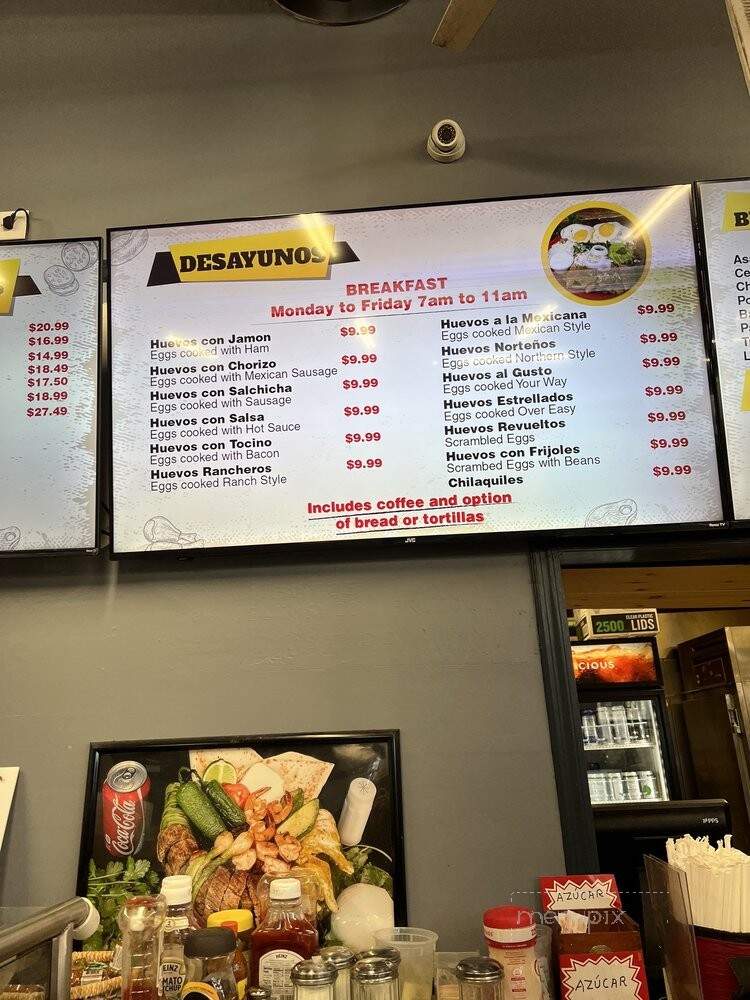 $20.99
$16.99
$14.99
$18.49
$17.50
$18.99
$27.49
DESAYUNOS
BREAKFAST
Monday to Friday 7am to 11am
Huevos con Jamon $9.99
Eggs cooked with Ham
Huevos con Chorizo $9.99
Eggs cooked with Mexican Sausage
Huevos con Salchicha $9.99
Eggs cooked with Sausage
Huevos con Salsa $9.99
Eggs cooked with Hot Sauce
Huevos con Tocino $9.99
Eggs cooked with Bacon
Huevos Rancheros $9.99
Eggs cooked Ranch Style
Huevos a la Mexicana $9.99
Eggs cooked Mexican Style
Huevos Norteños $9.99
Eggs cooked Northern Style
Huevos al Gusto $9.99
Eggs cooked Your Way
Huevos Estrellados $9.99
Eggs cooked Over Easy
Huevos Revueltos $9.99
Scrambled Eggs
Huevos con Frijoles $9.99
Scrambed Eggs with Beans
Chilaquiles $9.99
Includes coffee and option
of bread or tortillas
JVC
Roku TV
CLEAR PLASTIC
2500 LIDS
Coca-Cola
AZÚCAR
AZÚCAR
HEINZ
menupix